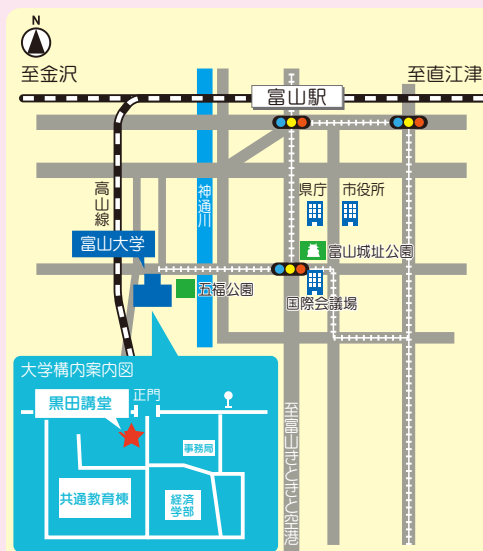 N
至金沢
至直江津
富山駅
高山線
神通川
県庁
市役所
富山大学
富山城址公園
五福公園
国際会議場
大学構内案内図
黒田講堂
正門
事務局
共通教育棟
経済
学部
至富山きときと空港